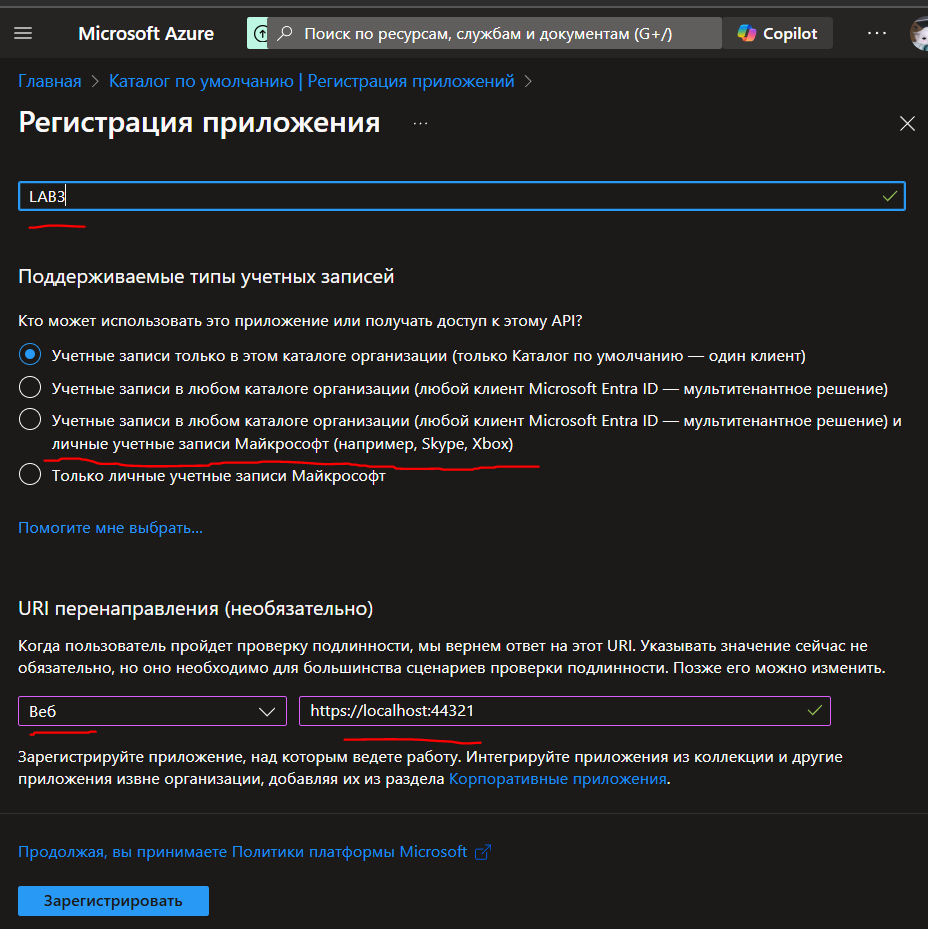 Microsoft Azure
Поиск по ресурсам, службам и документам (G+/)
Copilot
Главная > Каталог по умолчанию | Регистрация приложений >
Регистрация приложения ...
LAB3
Поддерживаемые типы учетных записей
Кто может использовать это приложение или получать доступ к этому API?
Учетные записи только в этом каталоге организации (только Каталог по умолчанию — один клиент)
Учетные записи в любом каталоге организации (любой клиент Microsoft Entra ID — мультитенантное решение)
Учетные записи в любом каталоге организации (любой клиент Microsoft Entra ID — мультитенантное решение) и
личные учетные записи Майкрософт (например, Skype, Xbox)
Только личные учетные записи Майкрософт
Помогите мне выбрать...
URI перенаправления (необязательно)
Когда пользователь пройдет проверку подлинности, мы вернем ответ на этот URI. Указывать значение сейчас не
обязательно, но оно необходимо для большинства сценариев проверки подлинности. Позже его можно изменить.
Веб
https://localhost:44321
Зарегистрируйте приложение, над которым ведете работу. Интегрируйте приложения из коллекции и другие
приложения извне организации, добавляя их из раздела Корпоративные приложения.
Продолжая, вы принимаете Политики платформы Microsoft
Зарегистрировать